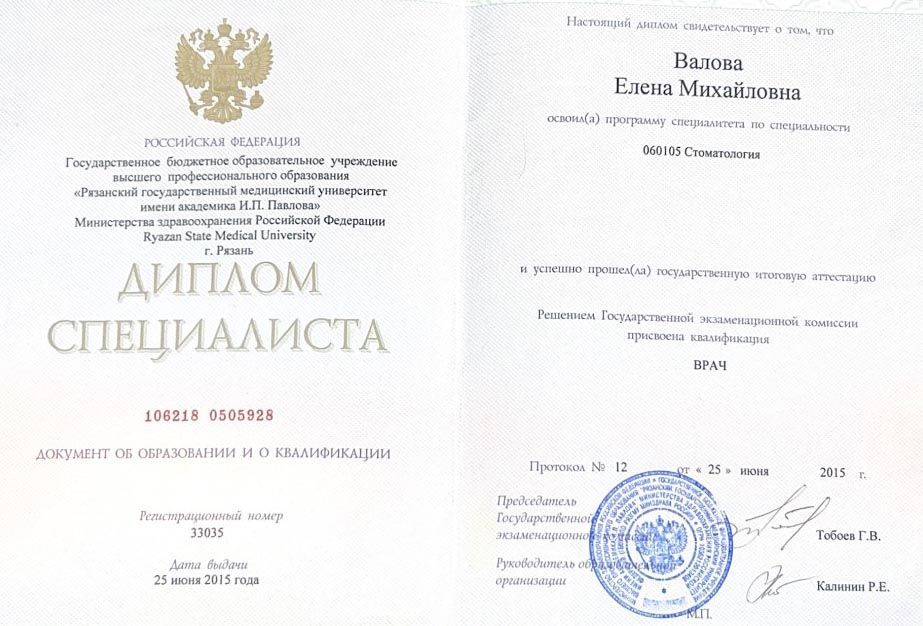 РОССИЙСКАЯ ФЕДЕРАЦИЯ
Государственное бюджетное образовательное учреждение
высшего профессионального образования
«Рязанский государственный медицинский университет
имени академика И.П. Павлова»
Министерства здравоохранения Российской Федерации
Ryazan State Medical University
г. Рязань
ДИПЛОМ
СПЕЦИАЛИСТА
106218 0505928
ДОКУМЕНТ ОБ ОБРАЗОВАНИИ И О КВАЛИФИКАЦИИ
Регистрационный номер
33035
Дата выдачи
25 июня 2015 года
Настоящий диплом свидетельствует о том, что
Валова
Елена Михайловна
освоил(а) программу специалитета по специальности
060105 Стоматология
и успешно прошел(ла) государственную итоговую аттестацию
Решением Государственной экзаменационной комиссии
присвоена квалификация
ВРАЧ
Протокол № 12 от « 25 » июня 2015 г.
Председатель
Государственной
экзаменационной комиссии
Тобоев Г.В.
Руководитель образовательной
организации
Калинин Р.Е.
М.П.